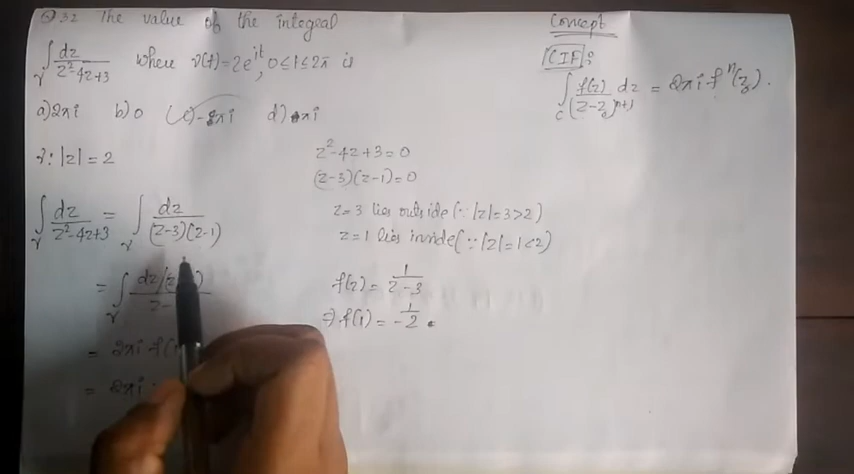 Q.32 The value of the integral
∫γ dz/(z²-4z+3) where γ(t)=2e^{it}, 0≤t≤2π is
a) 2πi b) 0 (c) -πi d) πi
γ: |z| = 2
∫γ dz/(z²-4z+3) = ∫γ dz/((z-3)(z-1))
= ∫γ dz/
= 2πi f(
= 2πi
z²-4z+3=0
(z-3)(z-1)=0
z=3 lies outside (∵|z|=3>2)
z=1 lies inside (∵|z|=1<2)
f(z) = 1/(z-3)
⇒ f(1) = 1/-2 .
Concept
[CIF]:
∫C f(z)/(z-z₀)^{n+1} dz = 2πi fⁿ(z₀).